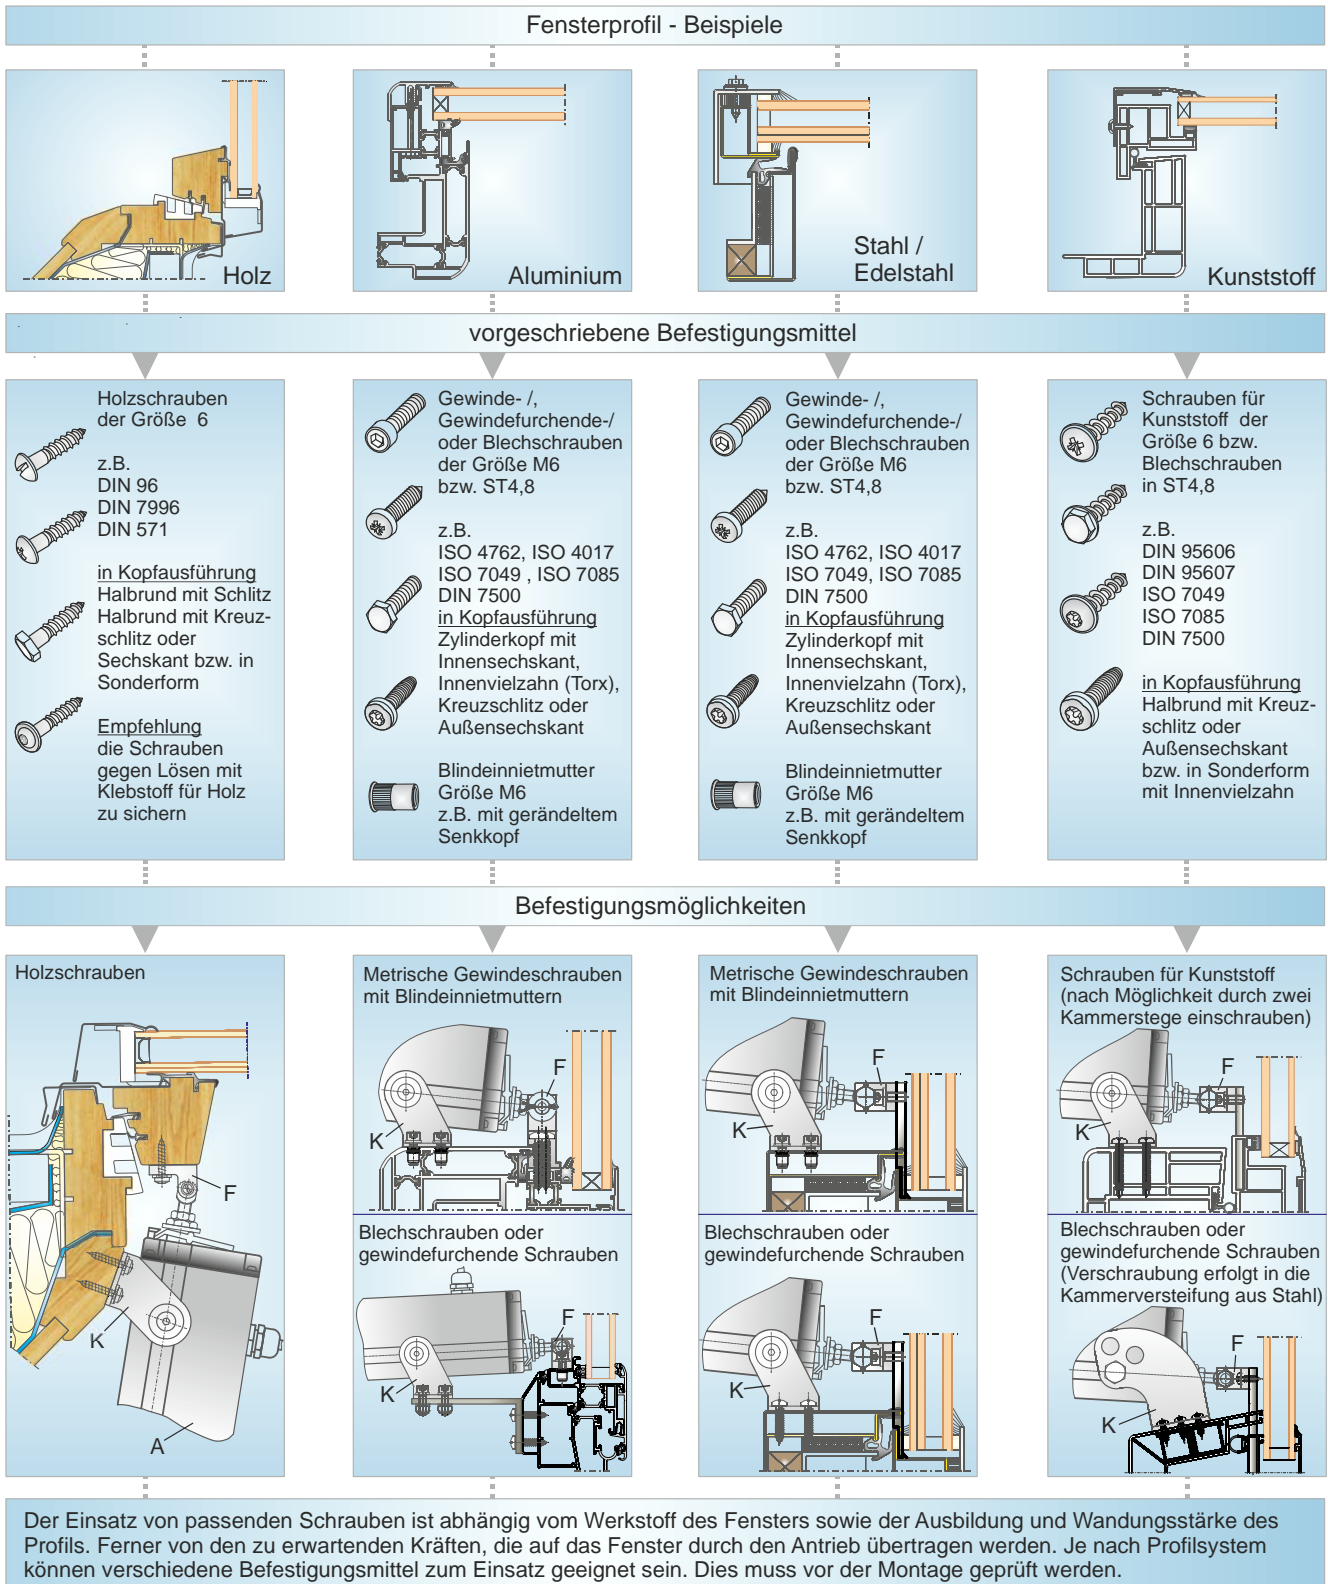 Fensterprofil - Beispiele
Holz
Aluminium
Stahl /
Edelstahl
Kunststoff
vorgeschriebene Befestigungsmittel
Holzschrauben
der Größe 6
z.B.
DIN 96
DIN 7996
DIN 571
in Kopfausführung
Halbrund mit Schlitz
Halbrund mit Kreuz-
schlitz oder
Sechskant bzw. in
Sonderform
Empfehlung
die Schrauben
gegen Lösen mit
Klebstoff für Holz
zu sichern
Gewinde- /,
Gewindefurchende-/
oder Blechschrauben
der Größe M6
bzw. ST4,8
z.B.
ISO 4762, ISO 4017
ISO 7049 , ISO 7085
DIN 7500
in Kopfausführung
Zylinderkopf mit
Innensechskant,
Innenvielzahn (Torx),
Kreuzschlitz oder
Außensechskant
Blindeinnietmutter
Größe M6
z.B. mit gerändeltem
Senkkopf
Gewinde- /,
Gewindefurchende-/
oder Blechschrauben
der Größe M6
bzw. ST4,8
z.B.
ISO 4762, ISO 4017
ISO 7049, ISO 7085
DIN 7500
in Kopfausführung
Zylinderkopf mit
Innensechskant,
Innenvielzahn (Torx),
Kreuzschlitz oder
Außensechskant
Blindeinnietmutter
Größe M6
z.B. mit gerändeltem
Senkkopf
Schrauben für
Kunststoff der
Größe 6 bzw.
Blechschrauben
in ST4,8
z.B.
DIN 95606
DIN 95607
ISO 7049
ISO 7085
DIN 7500
in Kopfausführung
Halbrund mit Kreuz-
schlitz oder
Außensechskant
bzw. in Sonderform
mit Innenvielzahn
Befestigungsmöglichkeiten
Holzschrauben
F
K
A
Metrische Gewindeschrauben
mit Blindeinnietmuttern
F
K
Blechschrauben oder
gewindefurchende Schrauben
F
K
Metrische Gewindeschrauben
mit Blindeinnietmuttern
F
K
Blechschrauben oder
gewindefurchende Schrauben
F
K
Schrauben für Kunststoff
(nach Möglichkeit durch zwei
Kammerstege einschrauben)
F
K
Blechschrauben oder
gewindefurchende Schrauben
(Verschraubung erfolgt in die
Kammerversteifung aus Stahl)
F
K
Der Einsatz von passenden Schrauben ist abhängig vom Werkstoff des Fensters sowie der Ausbildung und Wandungsstärke des
Profils. Ferner von den zu erwartenden Kräften, die auf das Fenster durch den Antrieb übertragen werden. Je nach Profilsystem
können verschiedene Befestigungsmittel zum Einsatz geeignet sein. Dies muss vor der Montage geprüft werden.